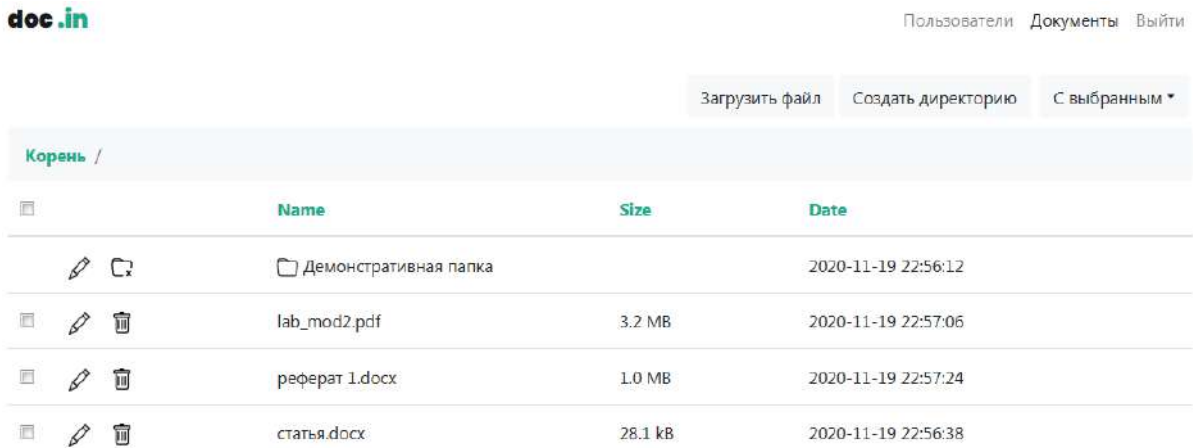 doc.in
Пользователи Документы Выйти
Загрузить файл Создать директорию С выбранным
Корень /
Name Size Date
Демонстративная папка 2020-11-19 22:56:12
lab_mod2.pdf 3.2 MB 2020-11-19 22:57:06
реферат 1.docx 1.0 MB 2020-11-19 22:57:24
статья.docx 28.1 kB 2020-11-19 22:56:38